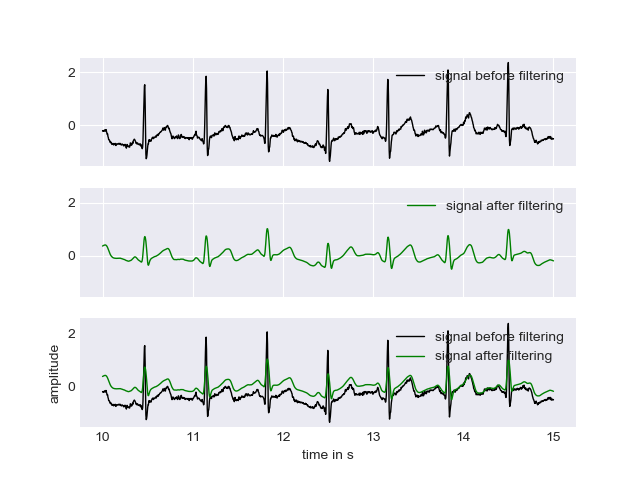 2
0
signal before filtering
2
0
signal after filtering
2
0
signal before filtering
signal after filtering
amplitude
10 11 12 13 14 15
time in s